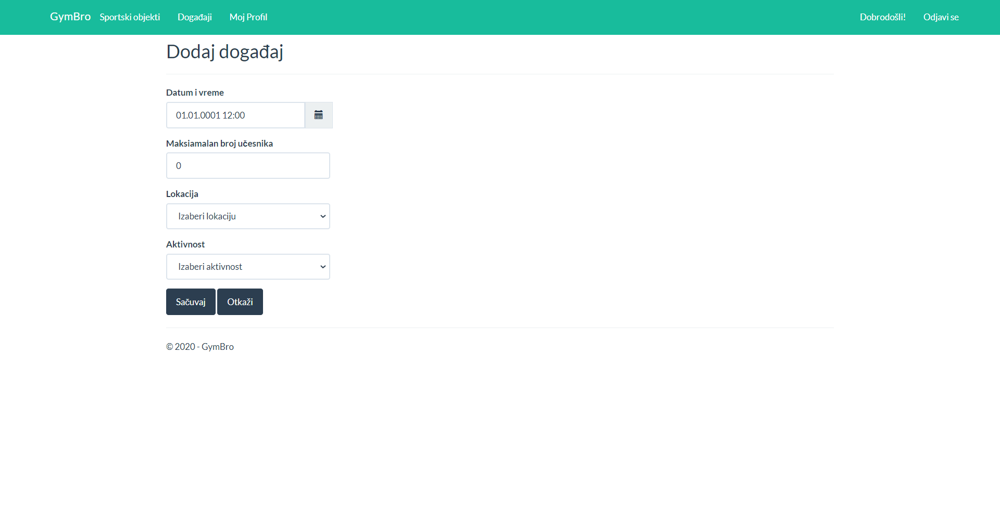 GymBro Sportski objekti Događaji Moj Profil Dobrodošli! Odjavi se
Dodaj događaj
Datum i vreme
01.01.0001 12:00
Maksiamalan broj učesnika
0
Lokacija
Izaberi lokaciju
Aktivnost
Izaberi aktivnost
Sačuvaj Otkaži
© 2020 - GymBro